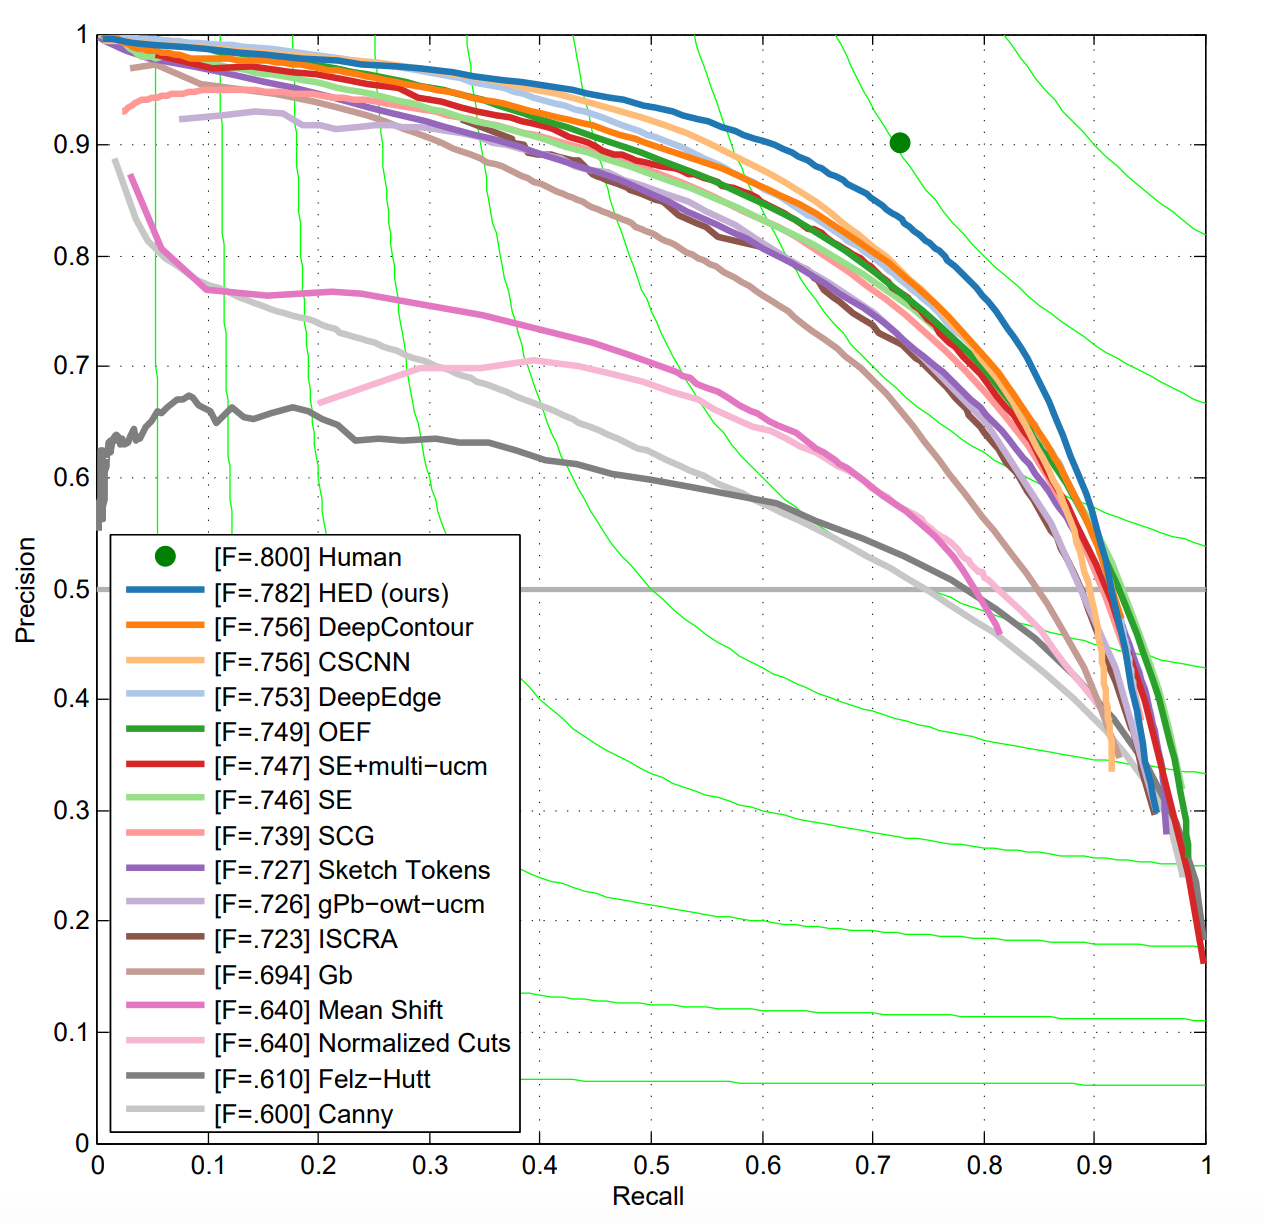 1
0.9
0.8
0.7
0.6
0.5
0.4
0.3
0.2
0.1
0
Precision
[F=.800] Human
[F=.782] HED (ours)
[F=.756] DeepContour
[F=.756] CSCNN
[F=.753] DeepEdge
[F=.749] OEF
[F=.747] SE+multi−ucm
[F=.746] SE
[F=.739] SCG
[F=.727] Sketch Tokens
[F=.726] gPb−owt−ucm
[F=.723] ISCRA
[F=.694] Gb
[F=.640] Mean Shift
[F=.640] Normalized Cuts
[F=.610] Felz−Hutt
[F=.600] Canny
0 0.1 0.2 0.3 0.4 0.5 0.6 0.7 0.8 0.9 1
Recall